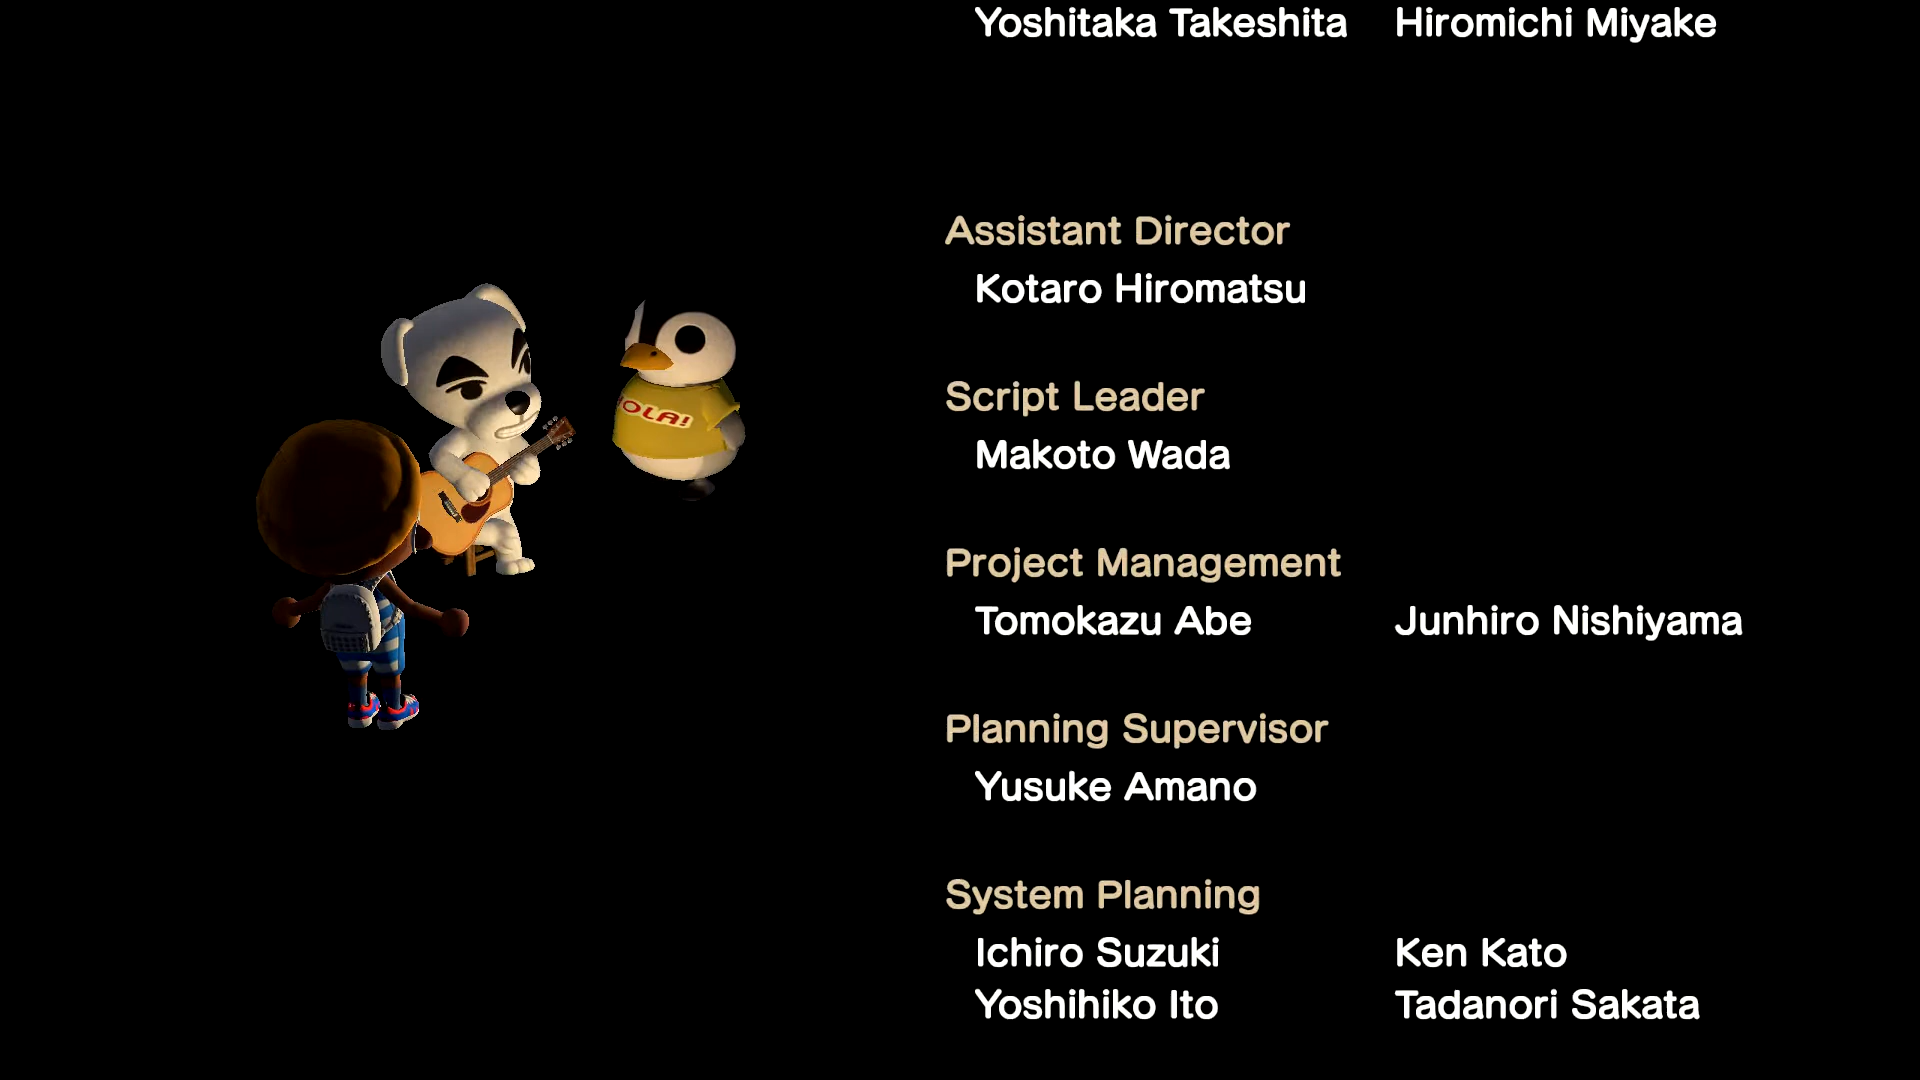 Yoshitaka Takeshita Hiromichi Miyake
Assistant Director
Kotaro Hiromatsu
Script Leader
Makoto Wada
Project Management
Tomokazu Abe Junhiro Nishiyama
Planning Supervisor
Yusuke Amano
System Planning
Ichiro Suzuki Ken Kato
Yoshihiko Ito Tadanori Sakata
HOLA!